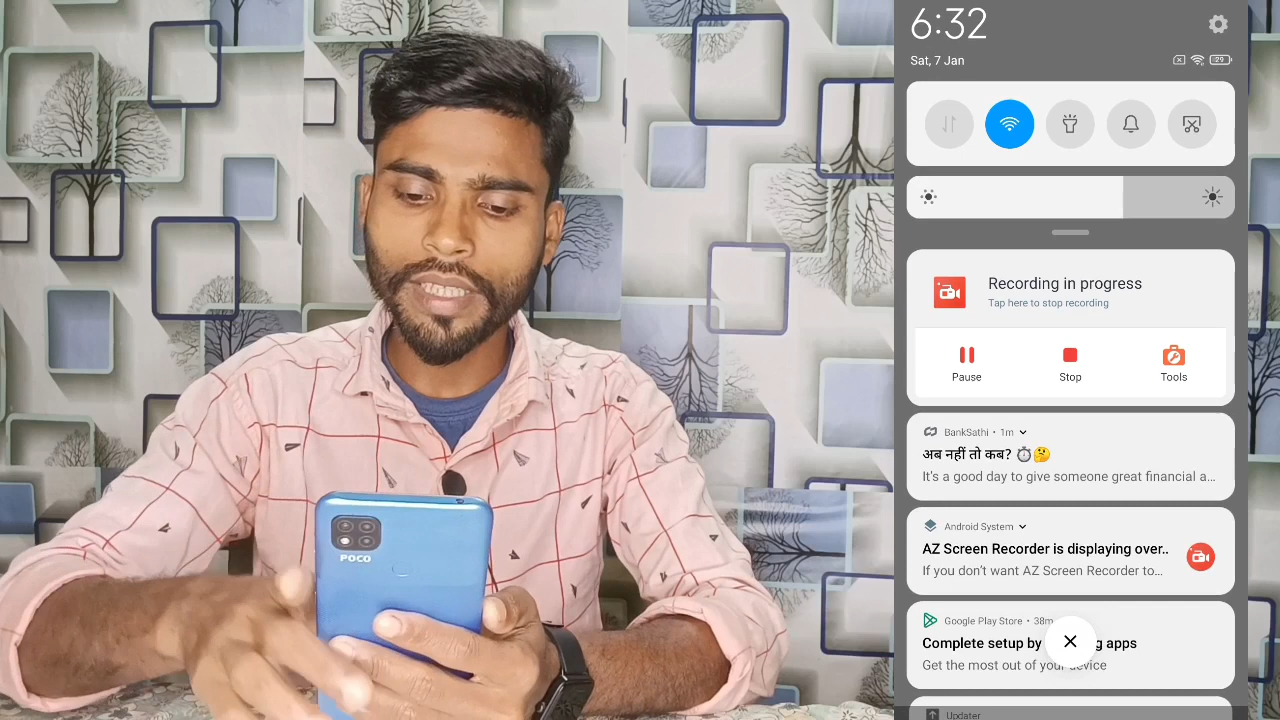 6:32
Sat, 7 Jan
29
Recording in progress
Tap here to stop recording
Pause
Stop
Tools
BankSathi • 1m
अब नहीं तो कब? ⏱️🤔
It's a good day to give someone great financial a...
Android System
AZ Screen Recorder is displaying over..
If you don't want AZ Screen Recorder to...
Google Play Store • 38m
Complete setup by g apps
Get the most out of your device
Updater
POCO